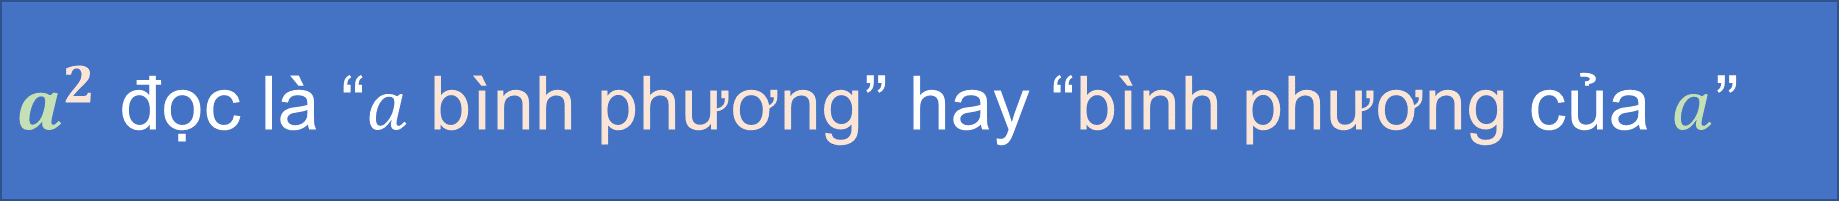 a² đọc là “a bình phương” hay “bình phương của a”